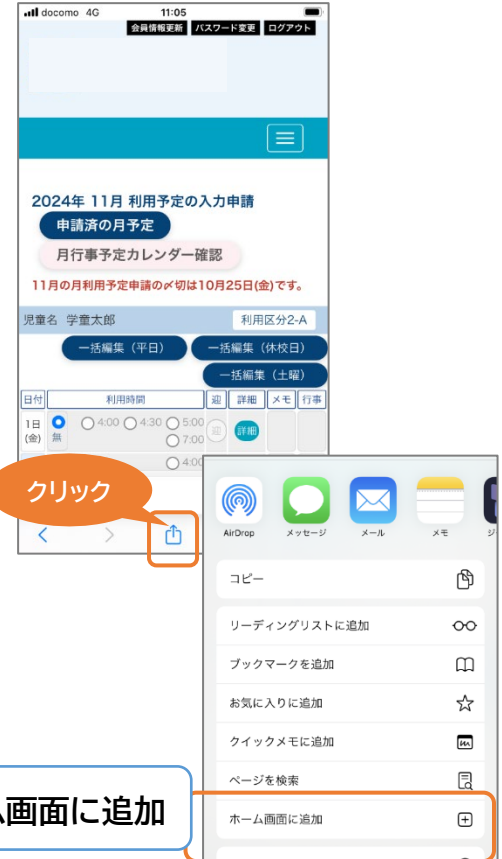 docomo 4G 11:05
会員情報更新 パスワード変更 ログアウト
2024年 11月 利用予定の入力申請
申請済の月予定
月行事予定カレンダー確認
11月の月利用予定申請の〆切は10月25日(金)です。
児童名 学童太郎 利用区分2-A
一括編集（平日） 一括編集（休校日）
一括編集（土曜）
日付 利用時間 迎 詳細 メモ 行事
1日 無 4:00 4:30 5:00 迎 詳細
(金) 7:00
4:00
クリック
AirDrop メッセージ メール メモ
コピー
リーディングリストに追加
ブックマークを追加
お気に入りに追加
クイックメモに追加
ページを検索
ホーム画面に追加
画面に追加